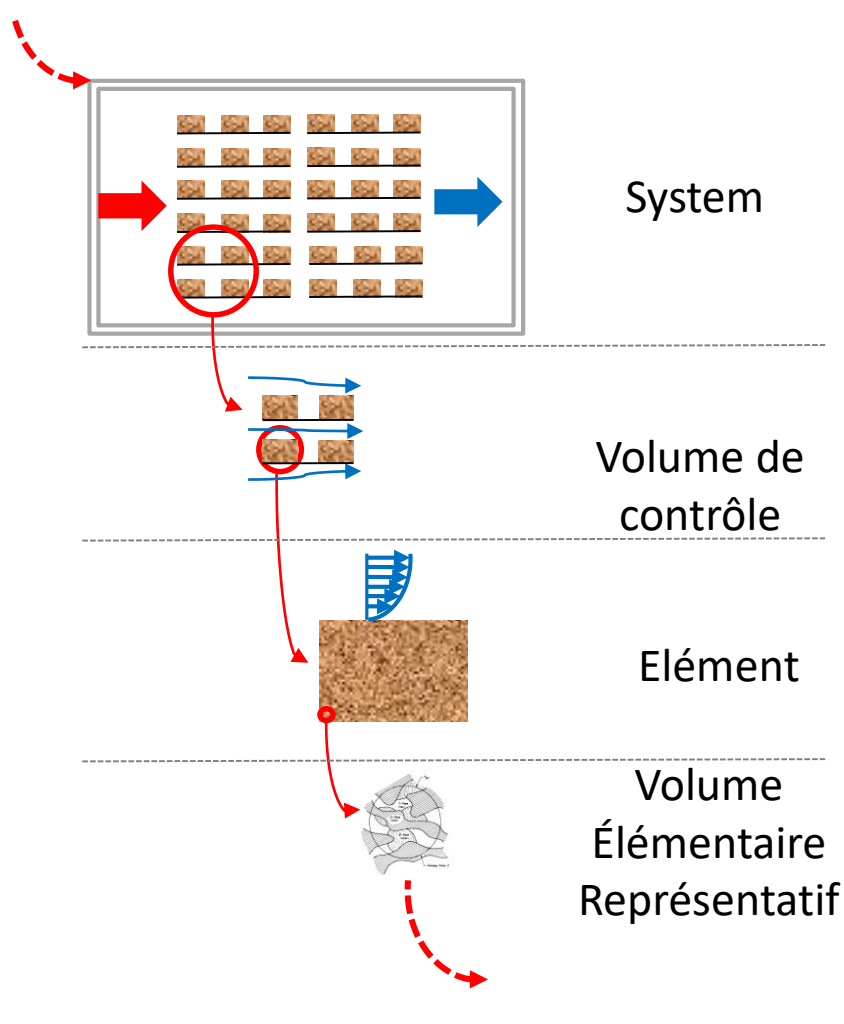 System
Volume de
contrôle
Elément
Volume
Élémentaire
Représentatif